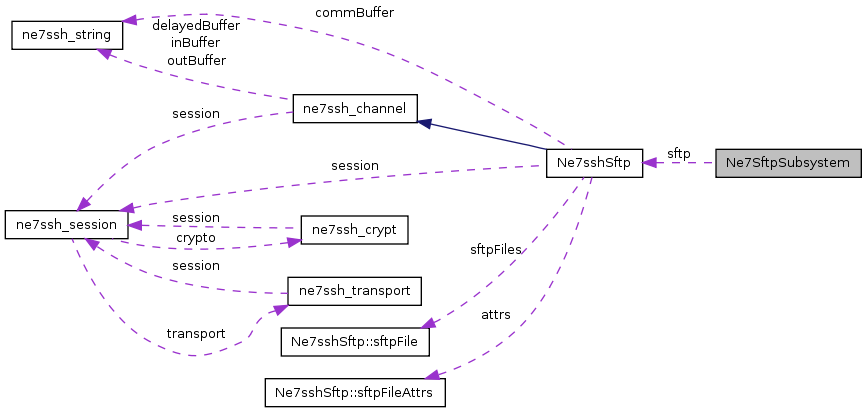 commBuffer
ne7ssh_string
delayedBuffer
inBuffer
outBuffer
ne7ssh_channel
session
Ne7sshSftp
sftp
Ne7SftpSubsystem
session
ne7ssh_session
session
crypto
ne7ssh_crypt
sftpFiles
session
ne7ssh_transport
attrs
transport
Ne7sshSftp::sftpFile
Ne7sshSftp::sftpFileAttrs